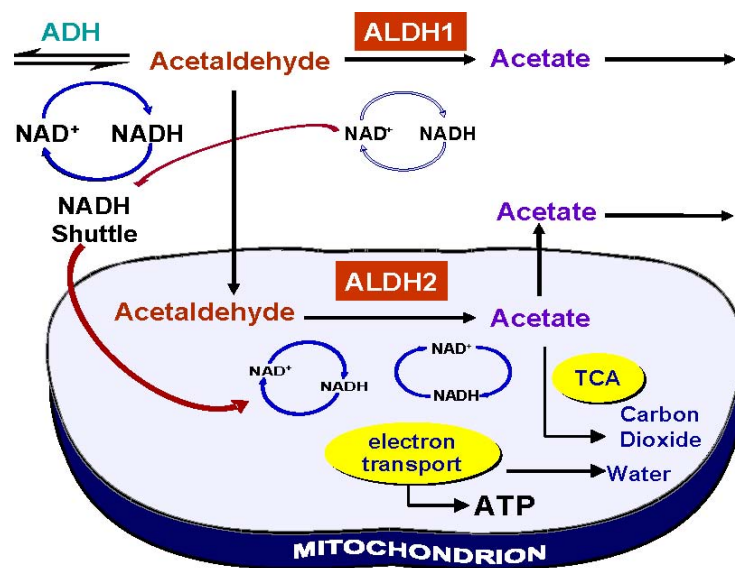 ADH
ALDH1
Acetaldehyde
Acetate
NAD⁺ NADH
NAD⁺ NADH
NADH
Shuttle
Acetate
ALDH2
Acetaldehyde
Acetate
NAD⁺
NADH
NAD⁺
NADH
TCA
Carbon
Dioxide
electron
transport
Water
ATP
MITOCHONDRION